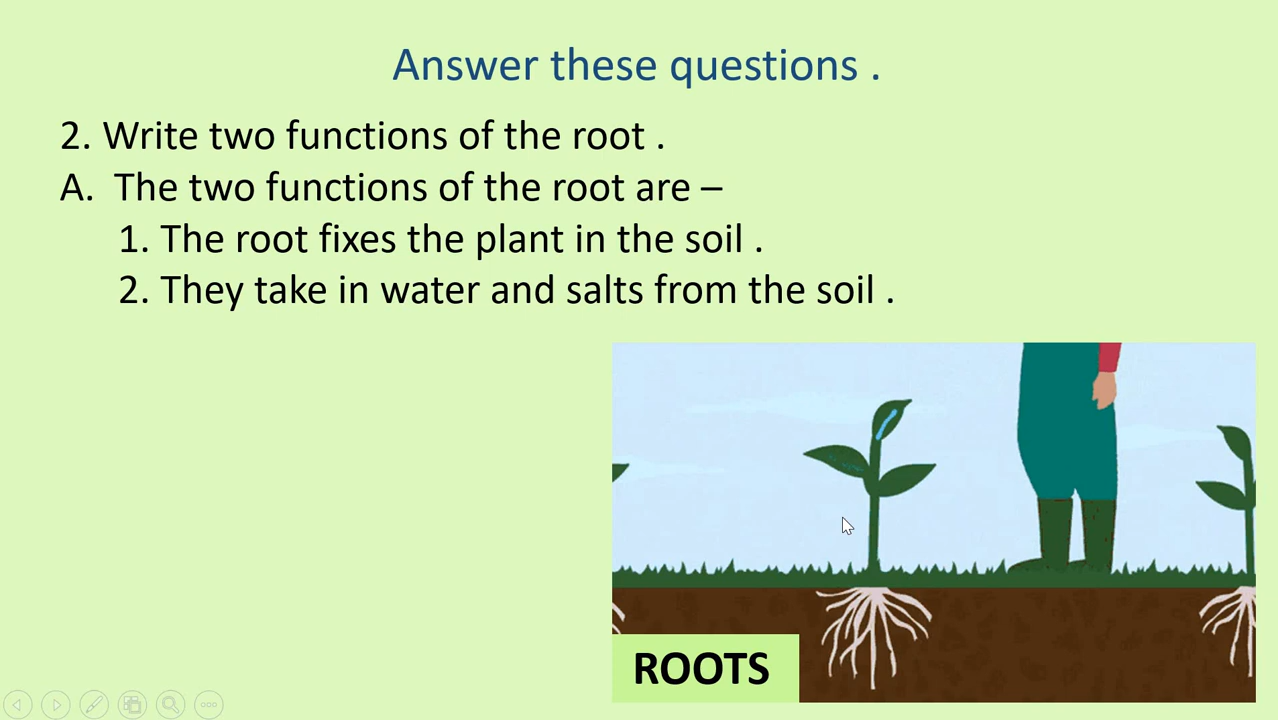 Answer these questions .
2. Write two functions of the root .
A. The two functions of the root are –
1. The root fixes the plant in the soil .
2. They take in water and salts from the soil .
ROOTS